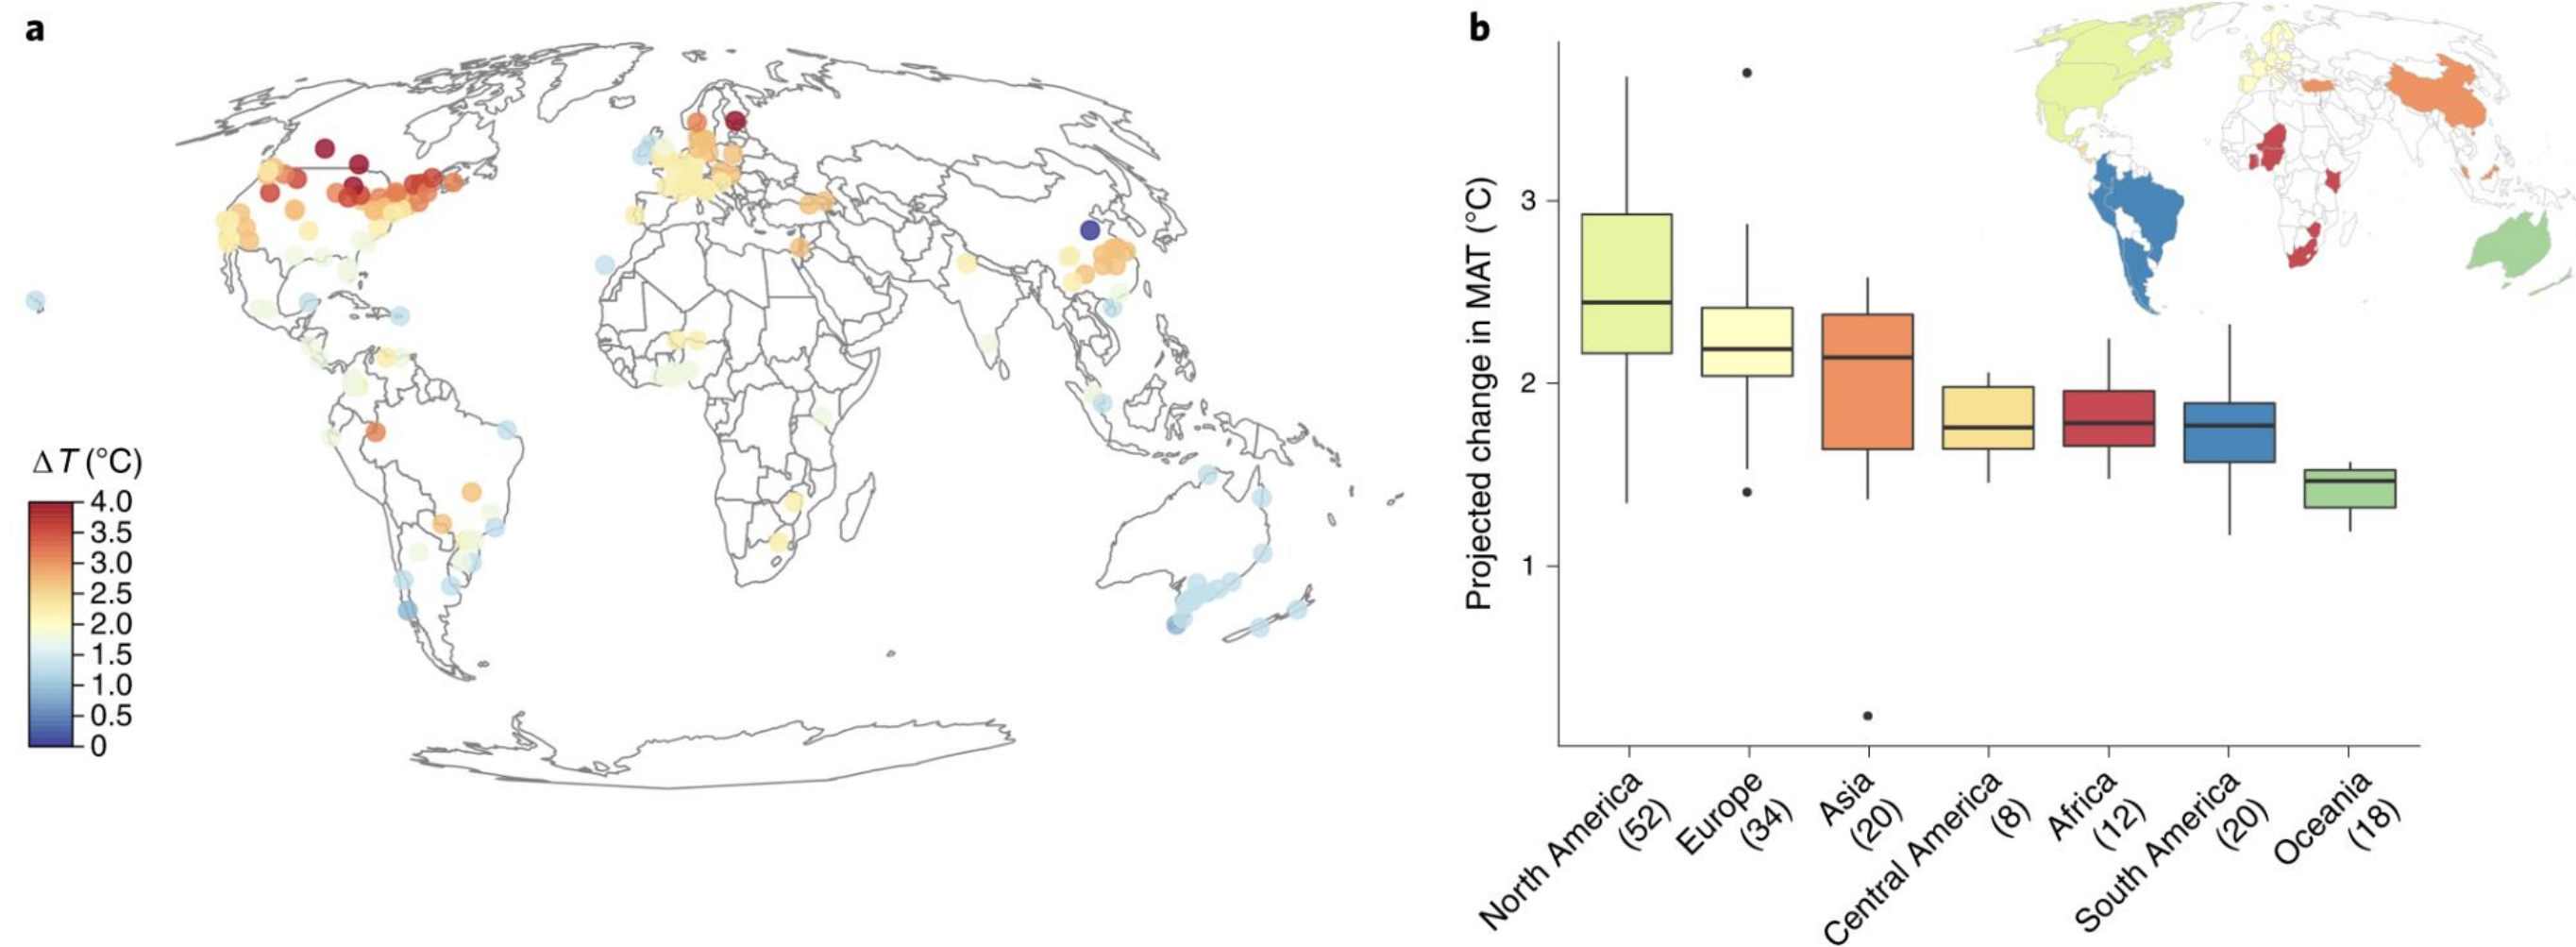 a
ΔT (°C)
4.0
3.5
3.0
2.5
2.0
1.5
1.0
0.5
0
b
Projected change in MAT (°C)
3
2
1
North America
(52)
Europe
(34)
Asia
(20)
Central America
(8)
Africa
(12)
South America
(20)
Oceania
(18)